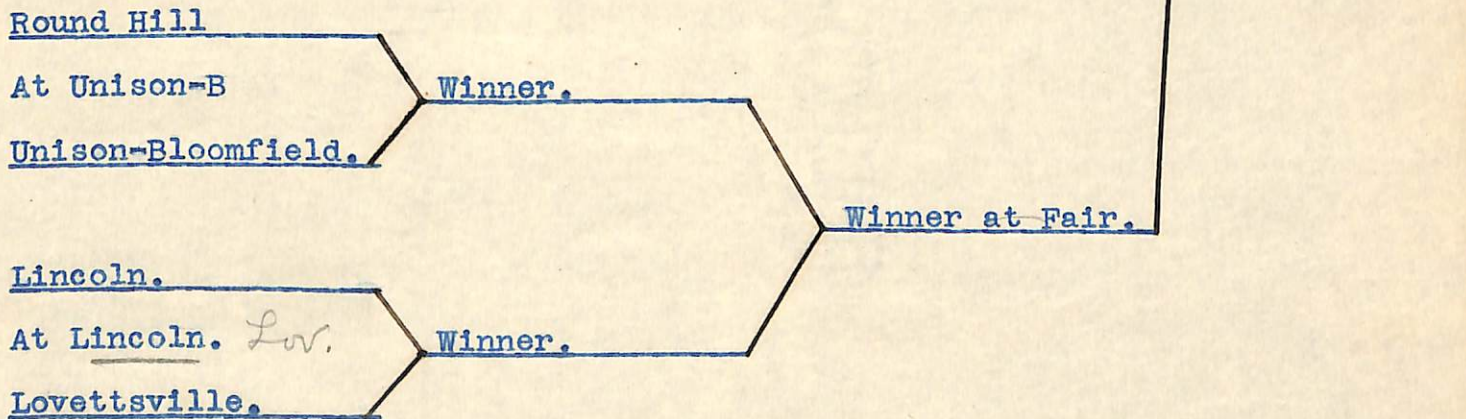 Round Hill
At Unison-B
Winner.
Unison-Bloomfield.
Winner at Fair.
Lincoln.
At Lincoln. Lov.
Winner.
Lovettsville.